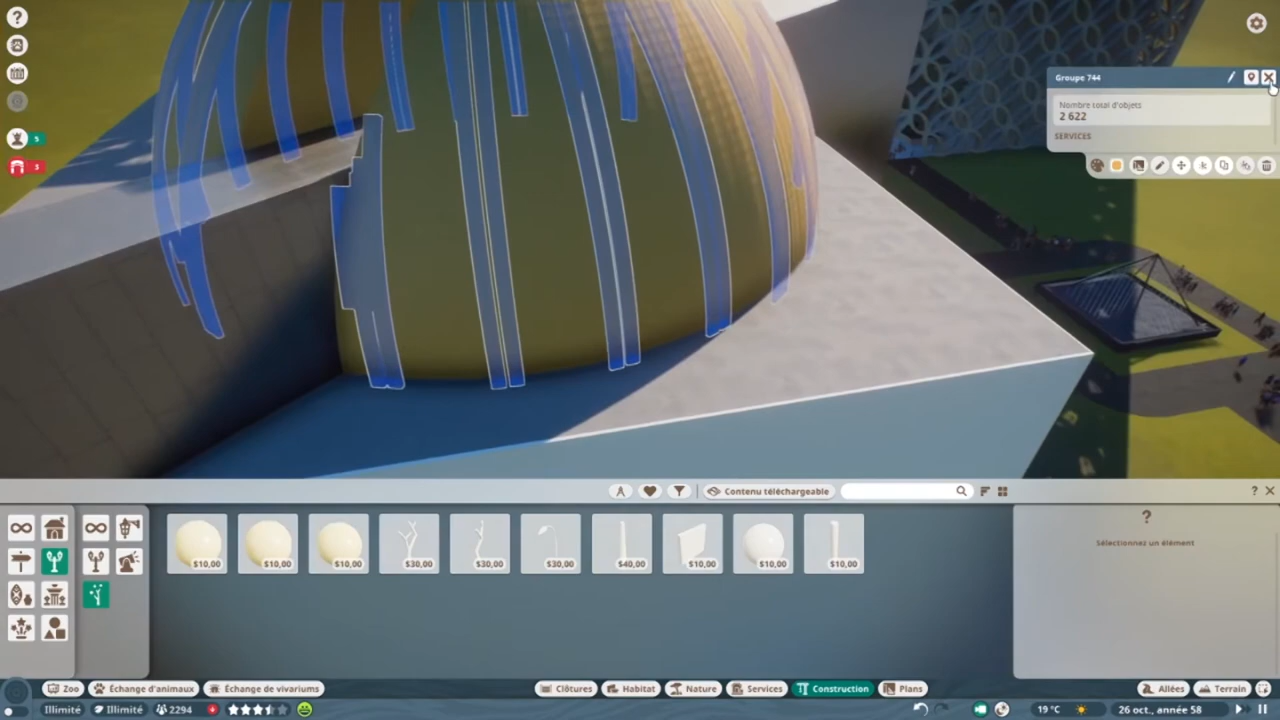 Groupe 744
Nombre total d'objets
2 622
SERVICES
5
3
Contenu téléchargeable
?
?
Sélectionnez un élément
$10,00 $10,00 $10,00 $30,00 $30,00 $30,00 $40,00 $10,00 $10,00 $10,00
Zoo Échange d'animaux Échange de vivariums Clôtures Habitat Nature Services Construction Plans Allées Terrain
Illimité Illimité 2294 19 °C 26 oct., année 58